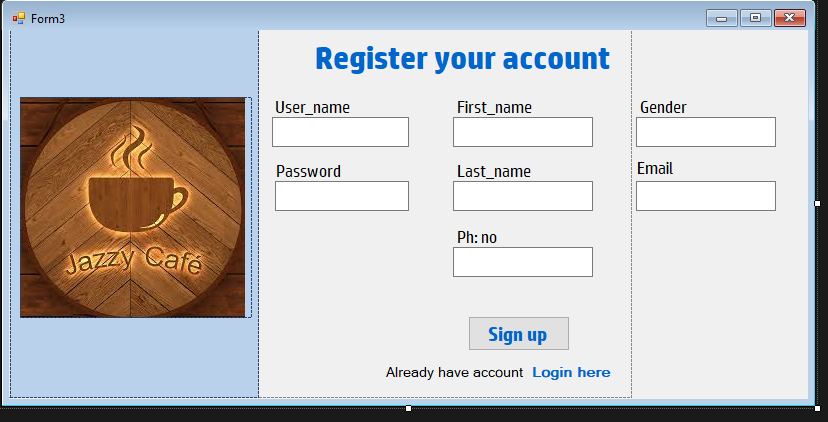 Form3
Register your account
User_name
First_name
Gender
Password
Last_name
Email
Ph: no
Jazzy Café
Sign up
Already have account Login here